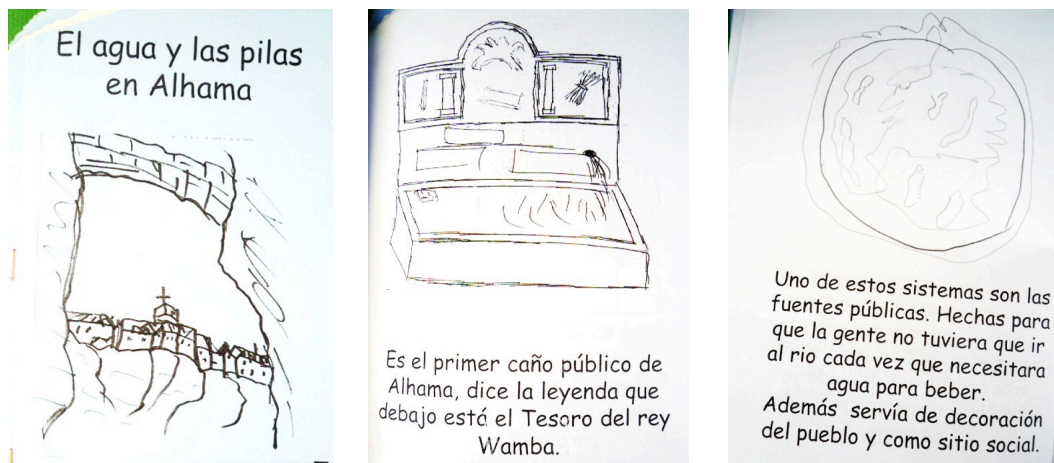 El agua y las pilas
en Alhama
Es el primer caño público de
Alhama, dice la leyenda que
debajo está el Tesoro del rey
Wamba.
Uno de estos sistemas son las
fuentes públicas. Hechas para
que la gente no tuviera que ir
al rio cada vez que necesitara
agua para beber.
Además servía de decoración
del pueblo y como sitio social.